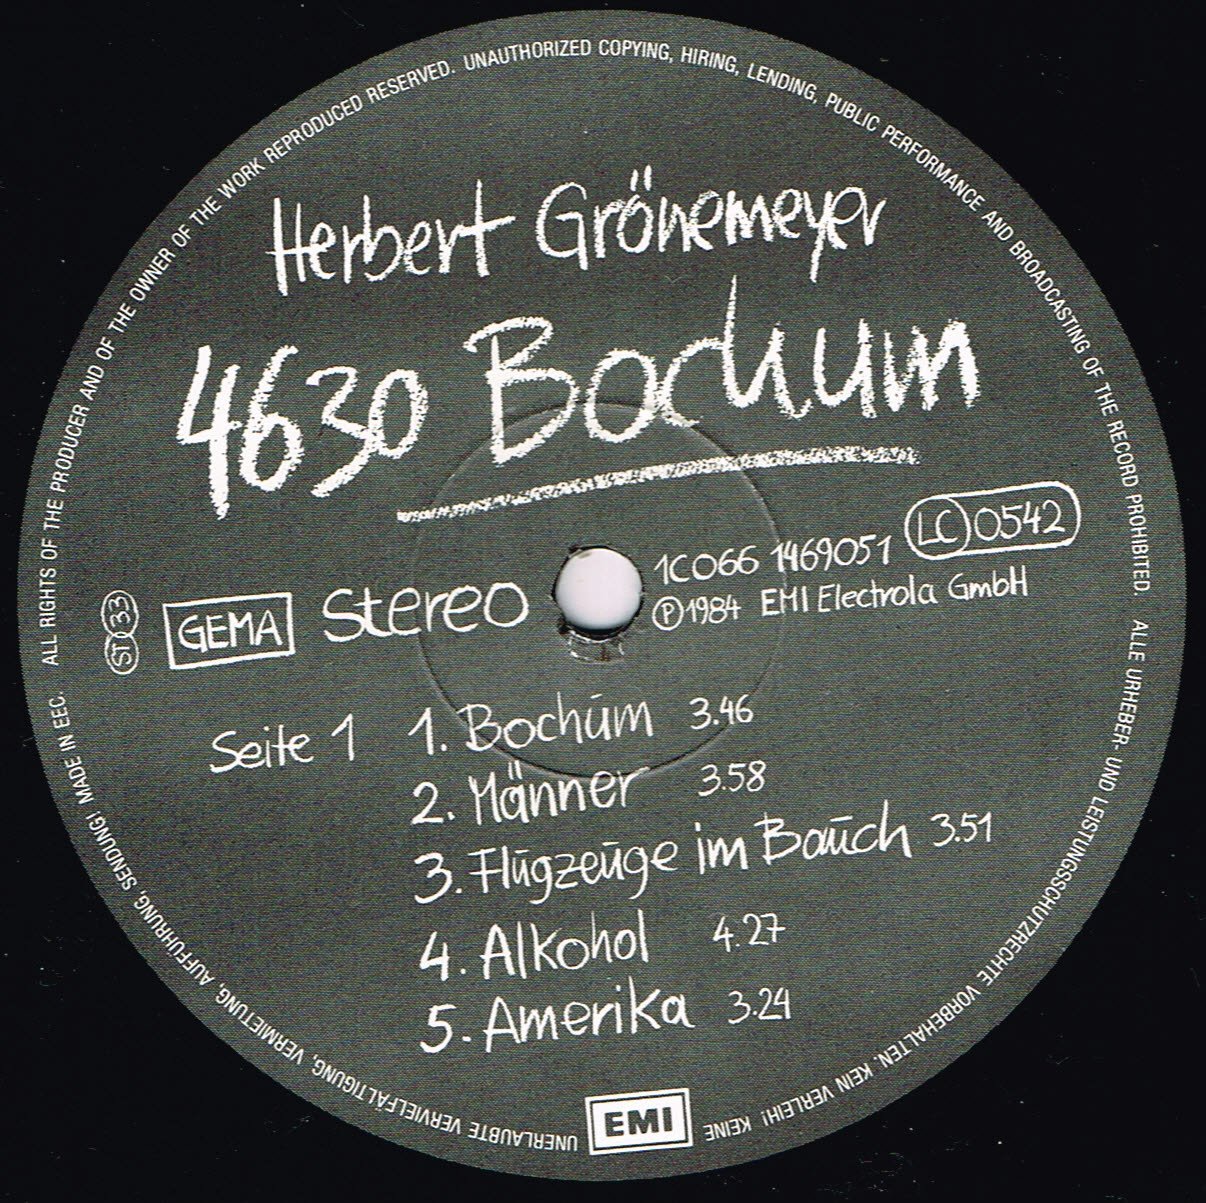 ALL RIGHTS OF THE PRODUCER AND OF THE OWNER OF THE WORK REPRODUCED RESERVED. UNAUTHORIZED COPYING, HIRING, LENDING, PUBLIC PERFORMANCE AND BROADCASTING OF THE RECORD PROHIBITED.
Herbert Grönemeyer
4630 Bochum
LC 0542
1C066 1469051
ST 33
GEMA
Stereo
℗ 1984 EMI Electrola GmbH
Seite 1
1. Bochum 3.46
2. Männer 3.58
3. Flugzeuge im Bauch 3.51
4. Alkohol 4.27
5. Amerika 3.24
EMI
ALLE URHEBER- UND LEISTUNGSSCHUTZRECHTE VORBEHALTEN. KEIN VERLEIH! KEINE UNERLAUBTE VERVIELFÄLTIGUNG, VERMIETUNG, AUFFÜHRUNG, SENDUNG! MADE IN EEC.